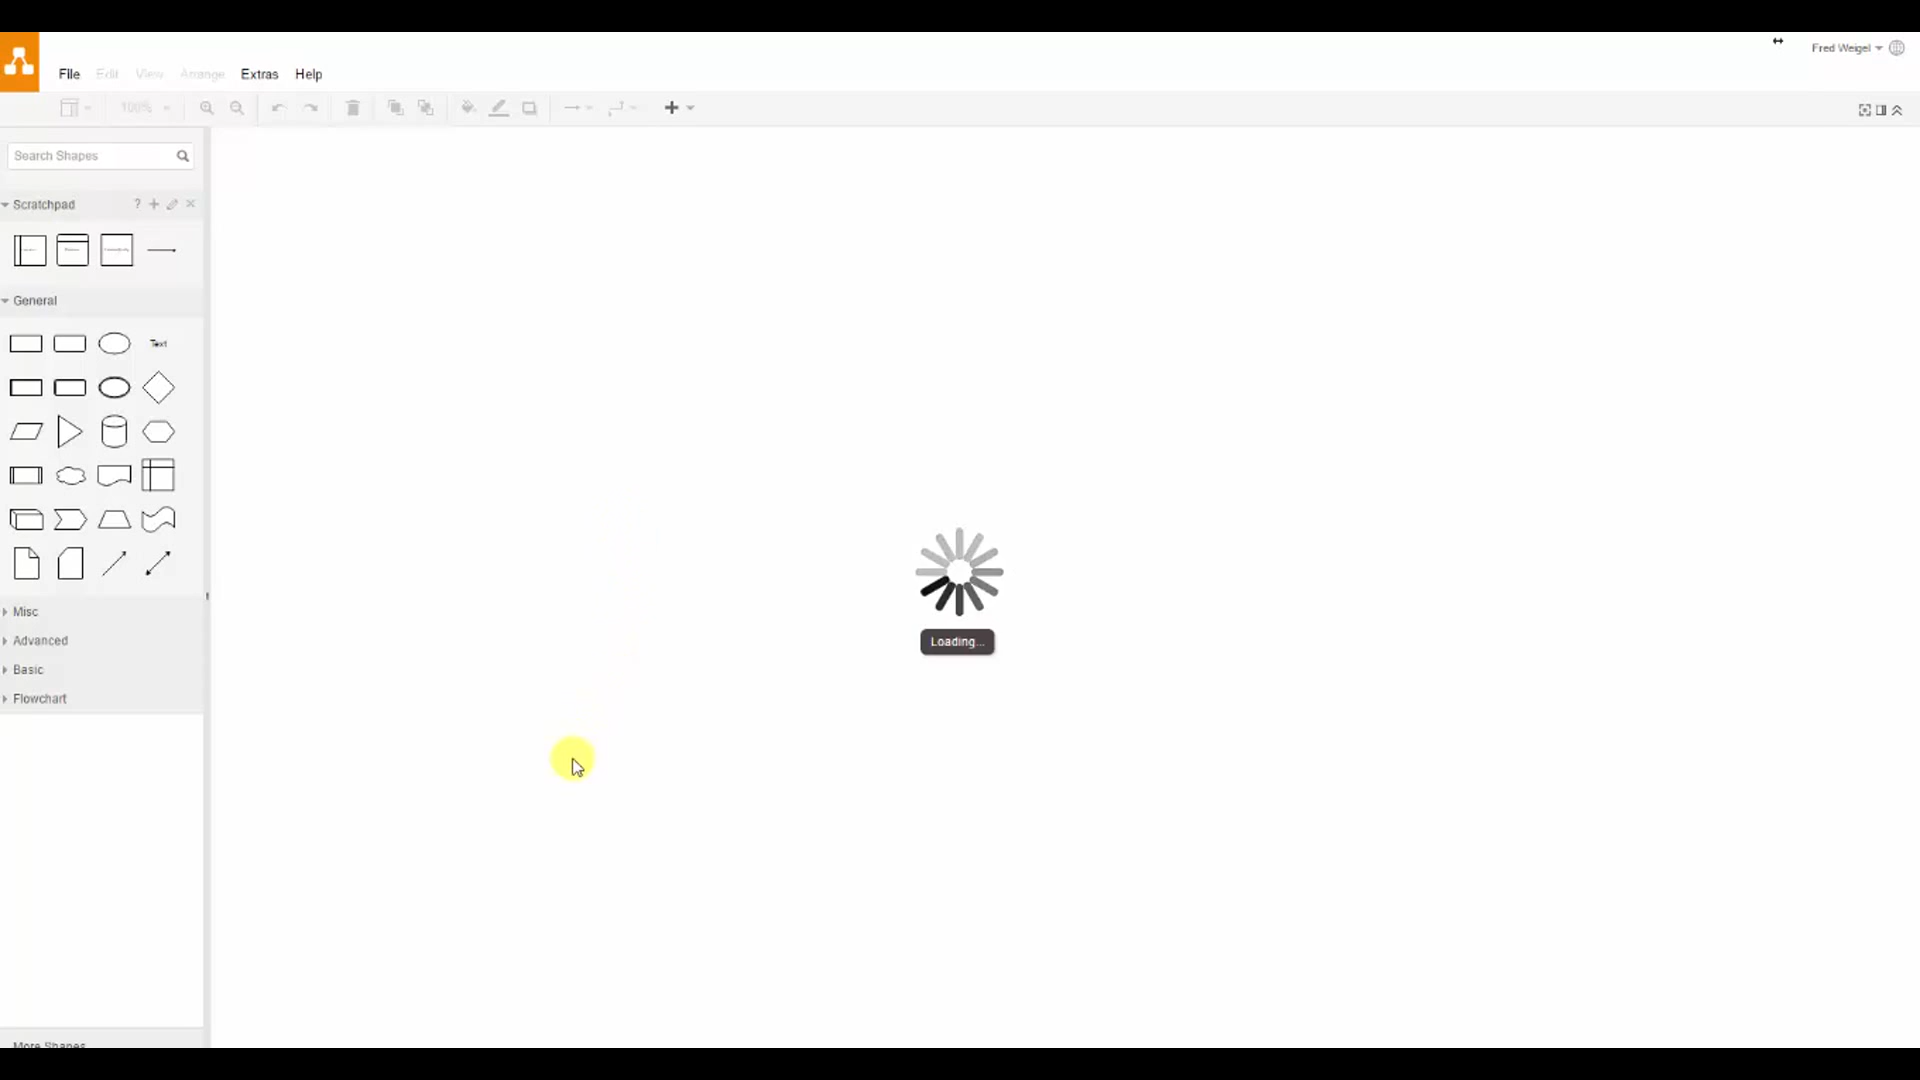 Fred Weigel
File Edit View Arrange Extras Help
100%
Search Shapes
Scratchpad
General
Text
Misc
Advanced
Basic
Flowchart
Loading...
More Shapes